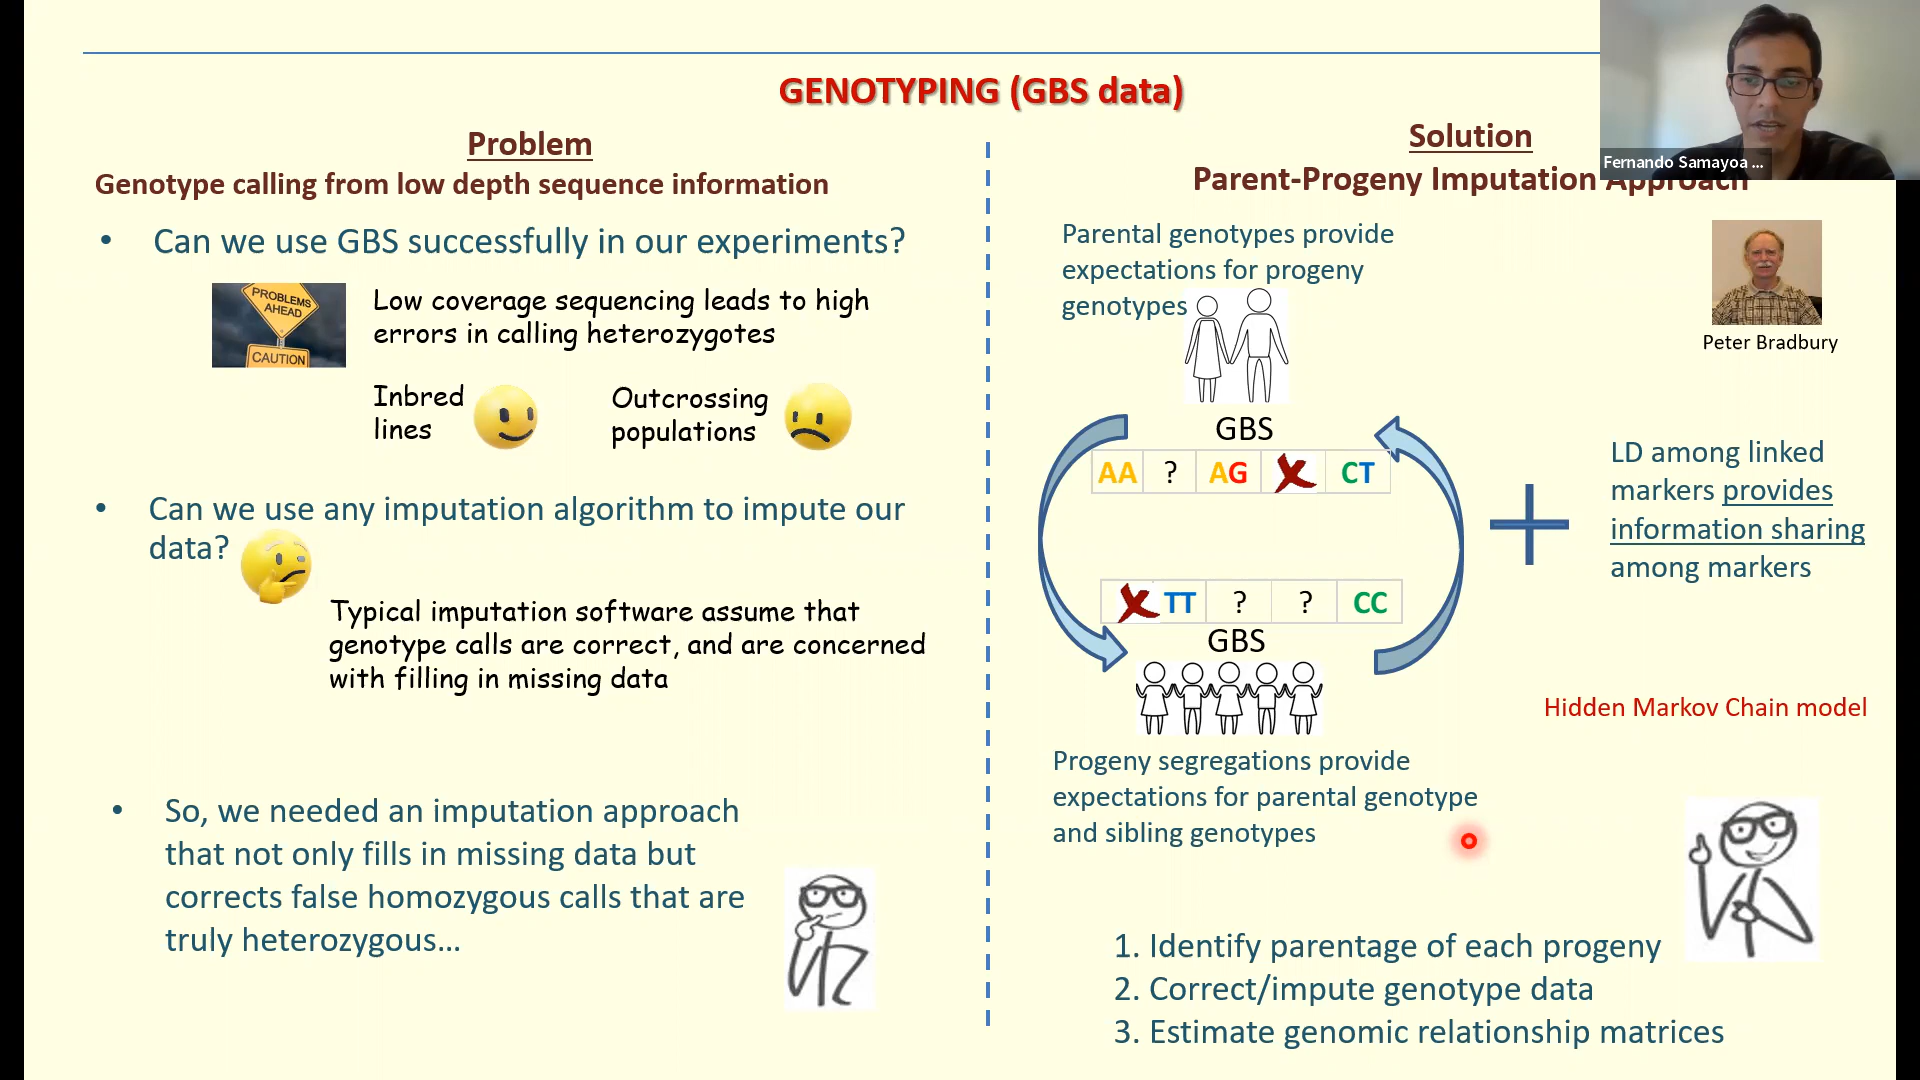 GENOTYPING (GBS data)
Problem
Genotype calling from low depth sequence information
• Can we use GBS successfully in our experiments?
PROBLEMS
AHEAD
CAUTION
Low coverage sequencing leads to high
errors in calling heterozygotes
Inbred
lines
Outcrossing
populations
• Can we use any imputation algorithm to impute our
data?
Typical imputation software assume that
genotype calls are correct, and are concerned
with filling in missing data
• So, we needed an imputation approach
that not only fills in missing data but
corrects false homozygous calls that are
truly heterozygous...
Solution
Parent-Progeny Imputation Approach
Fernando Samayoa ...
Parental genotypes provide
expectations for progeny
genotypes
Peter Bradbury
GBS
AA ? AG CT
TT ? ? CC
GBS
LD among linked
markers provides
information sharing
among markers
Hidden Markov Chain model
Progeny segregations provide
expectations for parental genotype
and sibling genotypes
1. Identify parentage of each progeny
2. Correct/impute genotype data
3. Estimate genomic relationship matrices